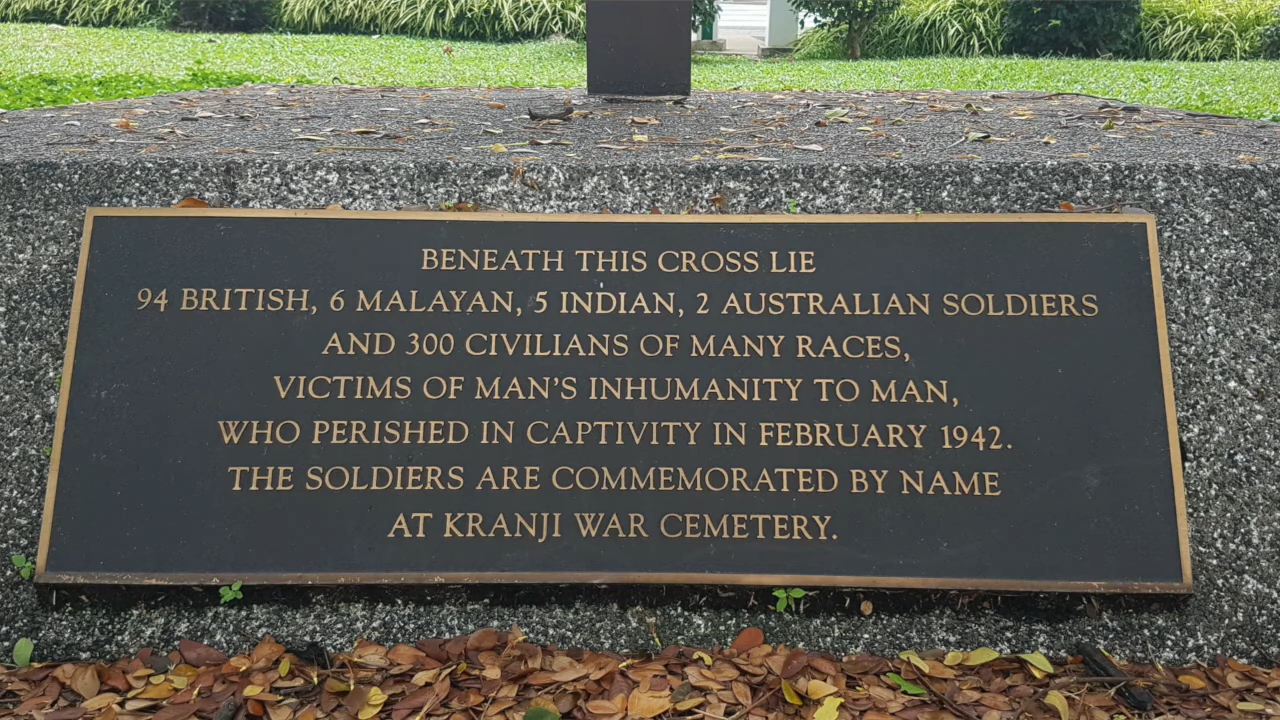 BENEATH THIS CROSS LIE
94 BRITISH, 6 MALAYAN, 5 INDIAN, 2 AUSTRALIAN SOLDIERS
AND 300 CIVILIANS OF MANY RACES,
VICTIMS OF MAN'S INHUMANITY TO MAN,
WHO PERISHED IN CAPTIVITY IN FEBRUARY 1942.
THE SOLDIERS ARE COMMEMORATED BY NAME
AT KRANJI WAR CEMETERY.